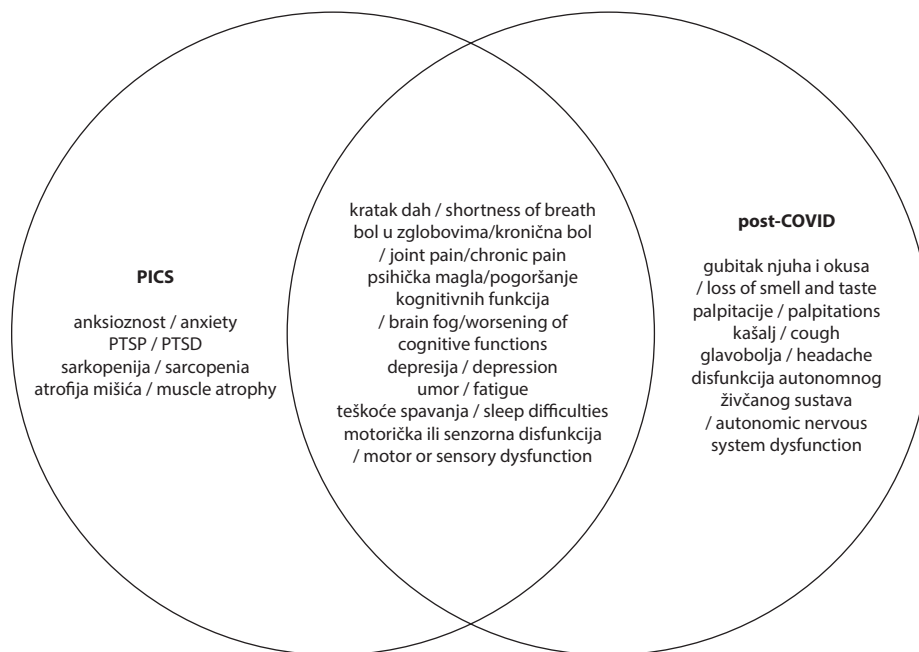 PICS
anksioznost / anxiety
PTSP / PTSD
sarkopenija / sarcopenia
atrofija mišića / muscle atrophy
kratak dah / shortness of breath
bol u zglobovima/kronična bol
/ joint pain/chronic pain
psihička magla/pogoršanje
kognitivnih funkcija
/ brain fog/worsening of
cognitive functions
depresija / depression
umor / fatigue
teškoće spavanja / sleep difficulties
motorička ili senzorna disfunkcija
/ motor or sensory dysfunction
post-COVID
gubitak njuha i okusa
/ loss of smell and taste
palpitacije / palpitations
kašalj / cough
glavobolja / headache
disfunkcija autonomnog
živčanog sustava
/ autonomic nervous
system dysfunction